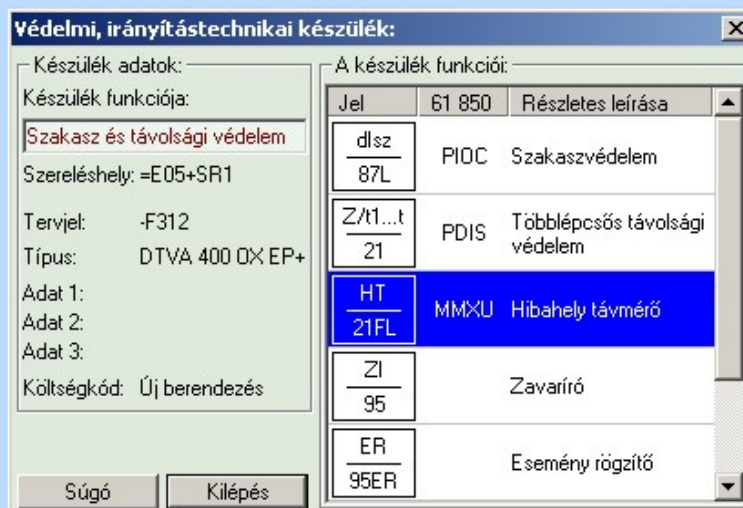 Védelmi, irányítástechnikai készülék:
Készülék adatok:
Készülék funkciója:
Szakasz és távolsági védelem
Szereléshely: =E05+SR1
Tervjel: -F312
Típus: DTVA 400 OX EP+
Adat 1:
Adat 2:
Adat 3:
Költségkód: Új berendezés
Súgó Kilépés
A készülék funkciói:
Jel 61 850 Részletes leírása
dIsz
87L
PIOC Szakaszvédelem
Z/t1...t
21
PDIS Többlépcsős távolsági
védelem
HT
21FL
MMXU Hibahely távmérő
ZI
95
Zavaríró
ER
95ER
Esemény rögzítő